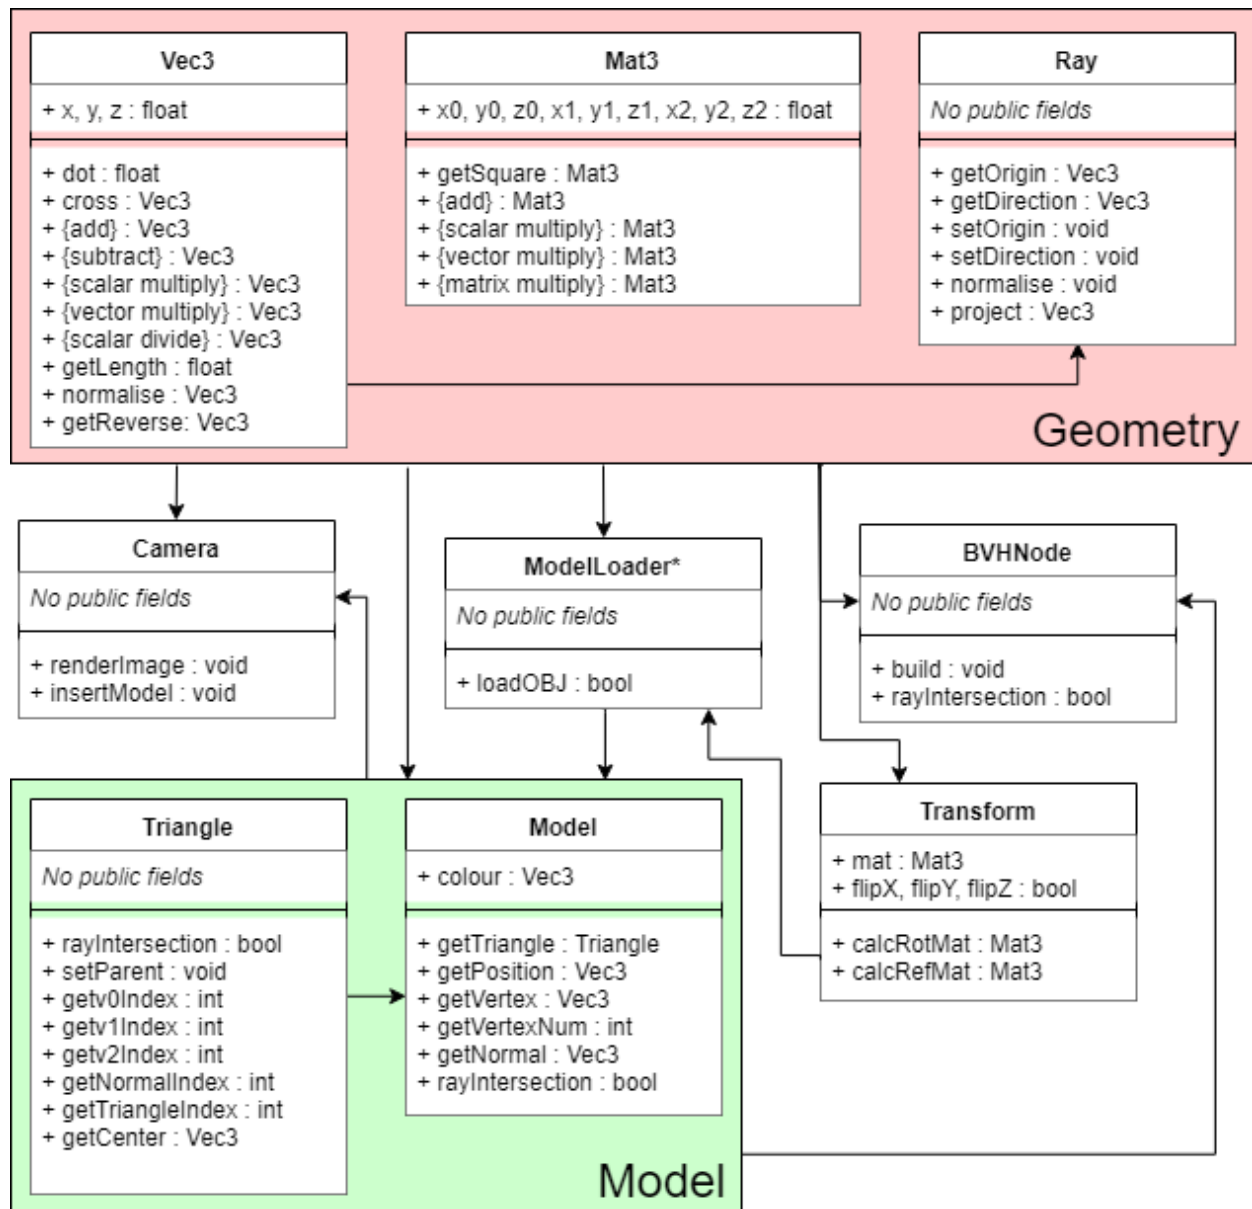 Vec3
+ x, y, z : float
+ dot : float
+ cross : Vec3
+ {add} : Vec3
+ {subtract} : Vec3
+ {scalar multiply} : Vec3
+ {vector multiply} : Vec3
+ {scalar divide} : Vec3
+ getLength : float
+ normalise : Vec3
+ getReverse: Vec3
Mat3
+ x0, y0, z0, x1, y1, z1, x2, y2, z2 : float
+ getSquare : Mat3
+ {add} : Mat3
+ {scalar multiply} : Mat3
+ {vector multiply} : Mat3
+ {matrix multiply} : Mat3
Ray
No public fields
+ getOrigin : Vec3
+ getDirection : Vec3
+ setOrigin : void
+ setDirection : void
+ normalise : void
+ project : Vec3
Geometry
Camera
No public fields
+ renderImage : void
+ insertModel : void
ModelLoader*
No public fields
+ loadOBJ : bool
BVHNode
No public fields
+ build : void
+ rayIntersection : bool
Triangle
No public fields
+ rayIntersection : bool
+ setParent : void
+ getv0Index : int
+ getv1Index : int
+ getv2Index : int
+ getNormalIndex : int
+ getTriangleIndex : int
+ getCenter : Vec3
Model
+ colour : Vec3
+ getTriangle : Triangle
+ getPosition : Vec3
+ getVertex : Vec3
+ getVertexNum : int
+ getNormal : Vec3
+ rayIntersection : bool
Model
Transform
+ mat : Mat3
+ flipX, flipY, flipZ : bool
+ calcRotMat : Mat3
+ calcRefMat : Mat3